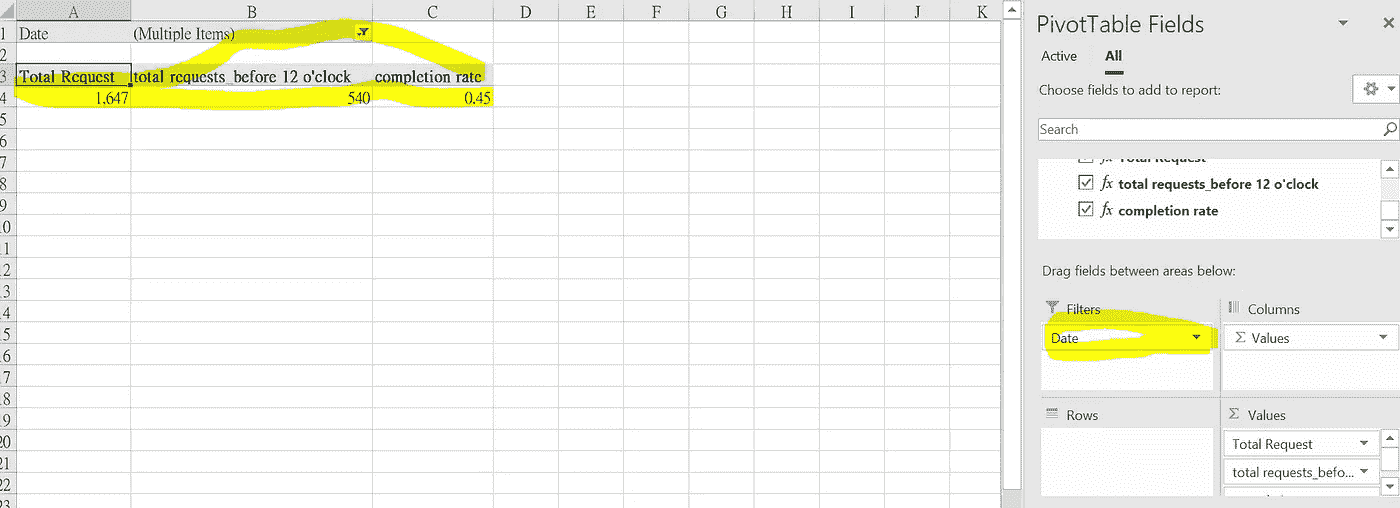 A B C D E F G H I J K
1 Date (Multiple Items)
2
3 Total Request total requests_before 12 o'clock completion rate
4 1,647 540 0.45
5
6
7
8
9
10
11
12
13
14
15
16
17
18
19
20
21
22
23
PivotTable Fields
Active All
Choose fields to add to report:
Search
fx Total Request
fx total requests_before 12 o'clock
fx completion rate
Drag fields between areas below:
Filters Columns
Date Σ Values
Rows Σ Values
Total Request
total requests_befo...